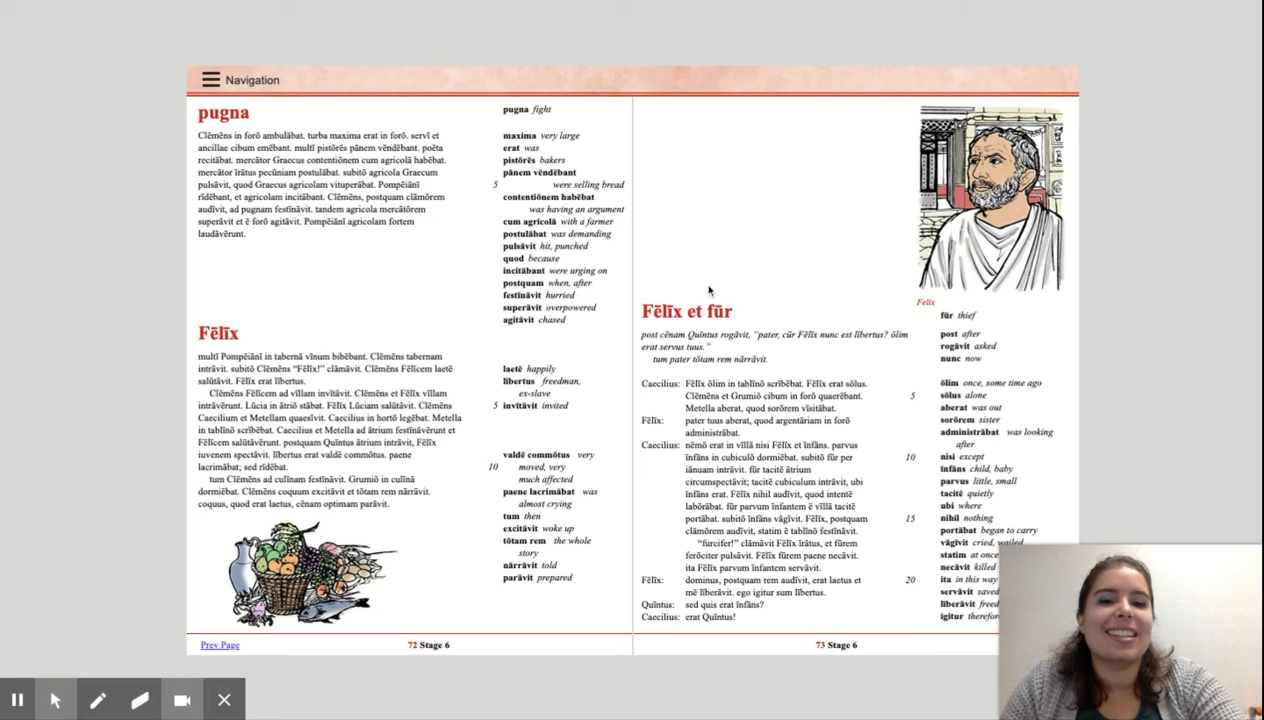 Navigation
pugna
Clēmēns in forō ambulābat. turba maxima erat in forō. servī et
ancillae cibum emēbant. multī pistōrēs pānem vēndēbant. poēta
recitābat. mercātor Graecus contentiōnem cum agricolā habēbat.
mercātor īrātus pecūniam postulābat. subitō agricola Graecum
pulsāvit, quod Graecus agricolam vituperābat. Pompēiānī
rīdēbant, et agricolam incitābant. Clēmēns, postquam clāmōrem
audīvit, ad pugnam festīnāvit. tandem agricola mercātōrem
superāvit et ē forō agitāvit. Pompēiānī agricolam fortem
laudāvērunt.
5
pugna fight
maxima very large
erat was
pistōrēs bakers
pānem vēndēbant
were selling bread
contentiōnem habēbat
was having an argument
cum agricolā with a farmer
postulābat was demanding
pulsāvit hit, punched
quod because
incitābant were urging on
postquam when, after
festīnāvit hurried
superāvit overpowered
agitāvit chased
Fēlīx
multī Pompēiānī in tabernā vīnum bibēbant. Clēmēns tabernam
intrāvit. subitō Clēmēns "Fēlīx!" clāmāvit. Clēmēns Fēlīcem laetē
salūtāvit. Fēlīx erat lībertus.
Clēmēns Fēlīcem ad vīllam invītāvit. Clēmēns et Fēlīx vīllam
intrāvērunt. Lūcia in ātriō stābat. Fēlīx Lūciam salūtāvit. Clēmēns
Caecilium et Metellam quaesīvit. Caecilius in hortō legēbat. Metella
in tablīnō scrībēbat. Caecilius et Metella ad ātrium festīnāvērunt et
Fēlīcem salūtāvērunt. postquam Quīntus ātrium intrāvit, Fēlīx
iuvenem spectāvit. lībertus erat valdē commōtus. paene
lacrimābat; sed rīdēbat.
tum Clēmēns ad culīnam festīnāvit. Grumiō in culīnā
dormiēbat. Clēmēns coquum excitāvit et tōtam rem nārrāvit.
coquus, quod erat laetus, cēnam optimam parāvit.
5
10
laetē happily
lībertus freedman,
ex-slave
invītāvit invited
valdē commōtus very
moved, very
much affected
paene lacrimābat was
almost crying
tum then
excitāvit woke up
tōtam rem the whole
story
nārrāvit told
parāvit prepared
Prev Page
72 Stage 6
Felix
Fēlīx et fūr
post cēnam Quīntus rogāvit, "pater, cūr Fēlīx nunc est lībertus? ōlim
erat servus tuus."
tum pater tōtam rem nārrāvit.
Caecilius: Fēlīx ōlim in tablīnō scrībēbat. Fēlīx erat sōlus.
Clēmēns et Grumiō cibum in forō quaerēbant.
Metella aberat, quod sorōrem vīsitābat.
Fēlīx: pater tuus aberat, quod argentāriam in forō
administrābat.
Caecilius: nēmō erat in vīllā nisi Fēlīx et īnfāns. parvus
īnfāns in cubiculō dormiēbat. subitō fūr per
iānuam intrāvit. fūr tacitē ātrium
circumspectāvit; tacitē cubiculum intrāvit, ubi
īnfāns erat. Fēlīx nihil audīvit, quod intentē
labōrābat. fūr parvum īnfantem ē vīllā tacitē
portābat. subitō īnfāns vāgīvit. Fēlīx, postquam
clāmōrem audīvit, statim ē tablīnō festīnāvit.
"furcifer!" clāmāvit Fēlīx īrātus, et fūrem
ferōciter pulsāvit. Fēlīx fūrem paene necāvit.
ita Fēlīx parvum īnfantem servāvit.
Fēlīx: dominus, postquam rem audīvit, erat laetus et
mē līberāvit. ego igitur sum lībertus.
Quīntus: sed quis erat īnfāns?
Caecilius: erat Quīntus!
5
10
15
20
fūr thief
post after
rogāvit asked
nunc now
ōlim once, some time ago
sōlus alone
aberat was out
sorōrem sister
administrābat was looking
after
nisi except
īnfāns child, baby
parvus little, small
tacitē quietly
ubi where
nihil nothing
portābat began to carry
vāgīvit cried, wailed
statim at once
necāvit killed
ita in this way
servāvit saved
līberāvit
igitur
73 Stage 6